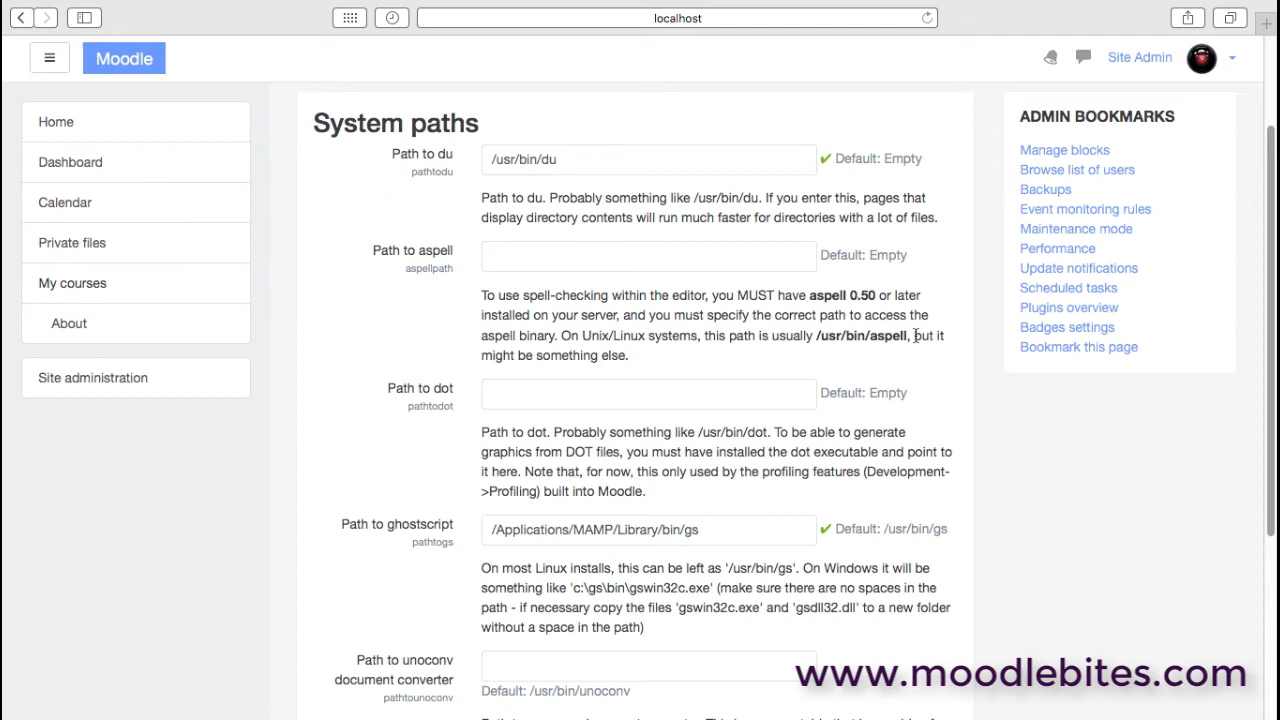 localhost
Moodle
Site Admin
Home
Dashboard
Calendar
Private files
My courses
About
Site administration
System paths
Path to du
pathtodu
/usr/bin/du
✔ Default: Empty
Path to du. Probably something like /usr/bin/du. If you enter this, pages that
display directory contents will run much faster for directories with a lot of files.
Path to aspell
aspellpath
Default: Empty
To use spell-checking within the editor, you MUST have aspell 0.50 or later
installed on your server, and you must specify the correct path to access the
aspell binary. On Unix/Linux systems, this path is usually /usr/bin/aspell, but it
might be something else.
Path to dot
pathtodot
Default: Empty
Path to dot. Probably something like /usr/bin/dot. To be able to generate
graphics from DOT files, you must have installed the dot executable and point to
it here. Note that, for now, this only used by the profiling features (Development-
>Profiling) built into Moodle.
Path to ghostscript
pathtogs
/Applications/MAMP/Library/bin/gs
✔ Default: /usr/bin/gs
On most Linux installs, this can be left as '/usr/bin/gs'. On Windows it will be
something like 'c:\gs\bin\gswin32c.exe' (make sure there are no spaces in the
path - if necessary copy the files 'gswin32c.exe' and 'gsdll32.dll' to a new folder
without a space in the path)
Path to unoconv
document converter
pathtounoconv
Default: /usr/bin/unoconv
ADMIN BOOKMARKS
Manage blocks
Browse list of users
Backups
Event monitoring rules
Maintenance mode
Performance
Update notifications
Scheduled tasks
Plugins overview
Badges settings
Bookmark this page
www.moodlebites.com